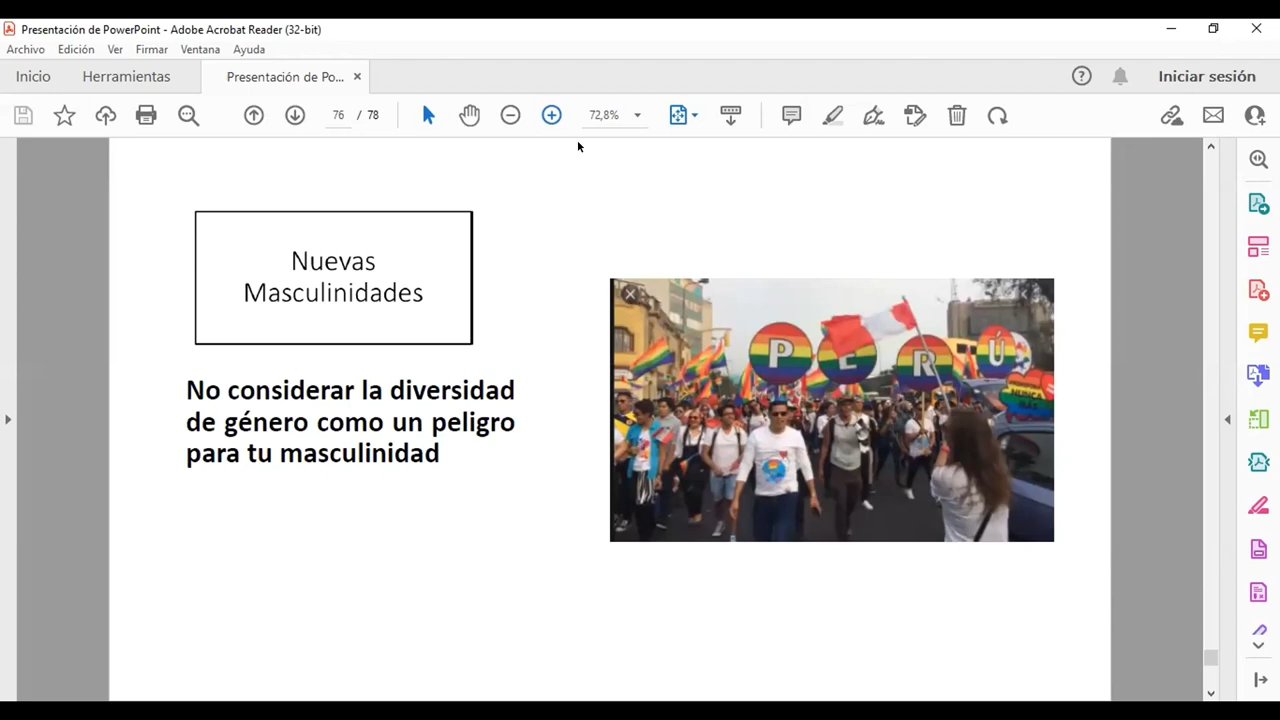 Presentación de PowerPoint - Adobe Acrobat Reader (32-bit)
Archivo Edición Ver Firmar Ventana Ayuda
Inicio Herramientas Presentación de Po... Iniciar sesión
76 / 78 72,8%
Nuevas
Masculinidades
No considerar la diversidad
de género como un peligro
para tu masculinidad
P E R Ú
NUNCA
MÁS